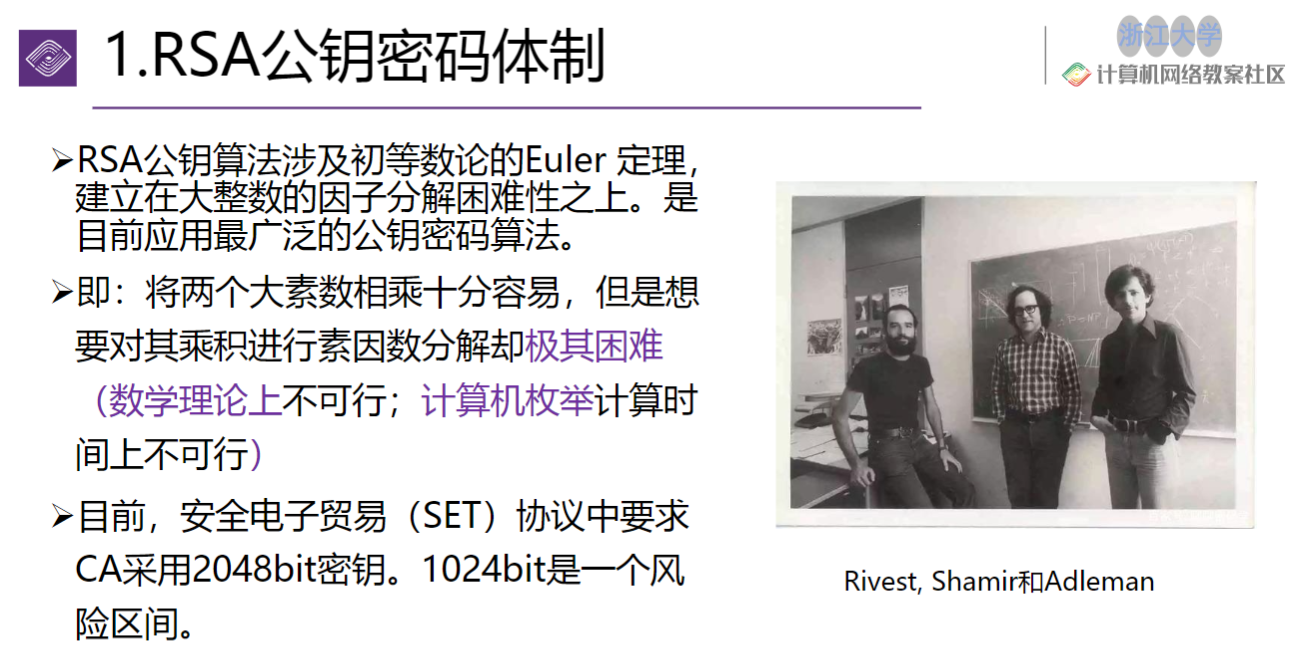 1.RSA公钥密码体制
浙江大学
计算机网络教案社区
➢RSA公钥算法涉及初等数论的Euler 定理，
建立在大整数的因子分解困难性之上。是
目前应用最广泛的公钥密码算法。
➢即：将两个大素数相乘十分容易，但是想
要对其乘积进行素因数分解却极其困难
（数学理论上不可行；计算机枚举计算时
间上不可行）
➢目前，安全电子贸易（SET）协议中要求
CA采用2048bit密钥。1024bit是一个风
险区间。
Rivest, Shamir和Adleman